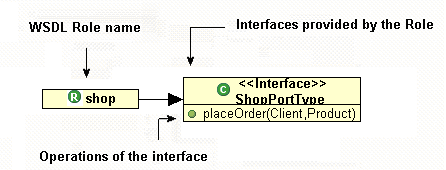 Interfaces provided by the Role
WSDL Role name
R shop
C <<Interface>>
ShopPortType
placeOrder(Client,Product)
Operations of the interface